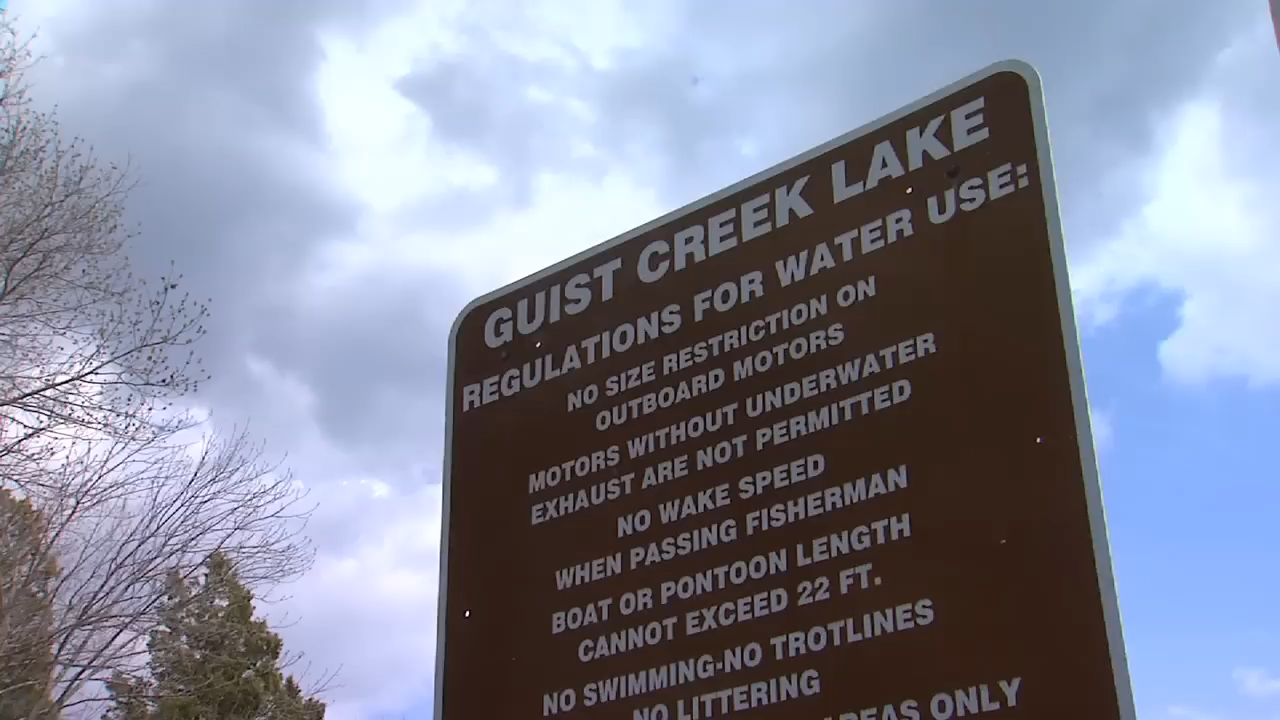 GUIST CREEK LAKE
REGULATIONS FOR WATER USE:
NO SIZE RESTRICTION ON
OUTBOARD MOTORS
MOTORS WITHOUT UNDERWATER
EXHAUST ARE NOT PERMITTED
NO WAKE SPEED
WHEN PASSING FISHERMAN
BOAT OR PONTOON LENGTH
CANNOT EXCEED 22 FT.
NO SWIMMING-NO TROTLINES
NO LITTERING
AREAS ONLY